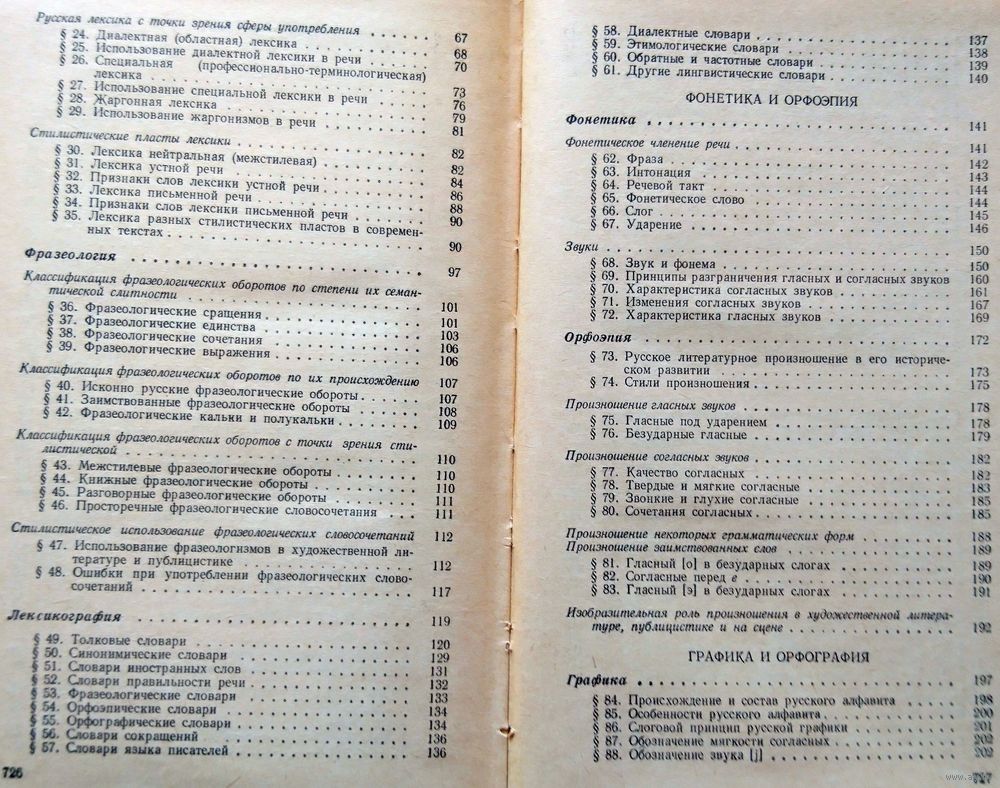 Русская лексика с точки зрения сферы употребления . . . . . . 67
§ 24. Диалектная (областная) лексика . . . . . . . . . . 68
§ 25. Использование диалектной лексики в речи . . . . . . 70
§ 26. Специальная (профессионально-терминологическая)
лексика . . . . . . . . . . . . . . . . . . 73
§ 27. Использование специальной лексики в речи . . . . . . 76
§ 28. Жаргонная лексика . . . . . . . . . . . . . . 79
§ 29. Использование жаргонизмов в речи . . . . . . . . . 81
Стилистические пласты лексики . . . . . . . . . . . . . 82
§ 30. Лексика нейтральная (межстилевая) . . . . . . . . 82
§ 31. Лексика устной речи . . . . . . . . . . . . . 84
§ 32. Признаки слов лексики устной речи . . . . . . . . 86
§ 33. Лексика письменной речи . . . . . . . . . . . . 88
§ 34. Признаки слов лексики письменной речи . . . . . . . 90
§ 35. Лексика разных стилистических пластов в современ-
ных текстах . . . . . . . . . . . . . . . . . 90
Фразеология . . . . . . . . . . . . . . . . . . . . 97
Классификация фразеологических оборотов по степени их семан-
тической слитности . . . . . . . . . . . . . . . . . 101
§ 36. Фразеологические сращения . . . . . . . . . . . 101
§ 37. Фразеологические единства . . . . . . . . . . . 103
§ 38. Фразеологические сочетания . . . . . . . . . . . 106
§ 39. Фразеологические выражения . . . . . . . . . . . 106
Классификация фразеологических оборотов по их происхождению 107
§ 40. Исконно русские фразеологические обороты . . . . . . 107
§ 41. Заимствованные фразеологические обороты . . . . . . 108
§ 42. Фразеологические кальки и полукальки . . . . . . . 109
Классификация фразеологических оборотов с точки зрения сти-
листической . . . . . . . . . . . . . . . . . . . . 110
§ 43. Межстилевые фразеологические обороты . . . . . . . 110
§ 44. Книжные фразеологические обороты . . . . . . . . 110
§ 45. Разговорные фразеологические обороты . . . . . . . 111
§ 46. Просторечные фразеологические словосочетания . . . 111
Стилистическое использование фразеологических словосочетаний 112
§ 47. Использование фразеологизмов в художественной ли-
тературе и публицистике . . . . . . . . . . . . . 112
§ 48. Ошибки при употреблении фразеологических слово-
сочетаний . . . . . . . . . . . . . . . . . . 117
Лексикография . . . . . . . . . . . . . . . . . . . 119
§ 49. Толковые словари . . . . . . . . . . . . . . . 120
§ 50. Синонимические словари . . . . . . . . . . . . 129
§ 51. Словари иностранных слов . . . . . . . . . . . . 131
§ 52. Словари правильности речи . . . . . . . . . . . 132
§ 53. Фразеологические словари . . . . . . . . . . . . 133
§ 54. Орфоэпические словари . . . . . . . . . . . . . 134
§ 55. Орфографические словари . . . . . . . . . . . . 134
§ 56. Словари сокращений . . . . . . . . . . . . . . 136
§ 57. Словари языка писателей . . . . . . . . . . . . 136
726
§ 58. Диалектные словари . . . . . . . . . . . . . . 137
§ 59. Этимологические словари . . . . . . . . . . . . 138
§ 60. Обратные и частотные словари . . . . . . . . . . 139
§ 61. Другие лингвистические словари . . . . . . . . . 140
ФОНЕТИКА И ОРФОЭПИЯ
Фонетика . . . . . . . . . . . . . . . . . . . . . 141
Фонетическое членение речи . . . . . . . . . . . . . . 141
§ 62. Фраза . . . . . . . . . . . . . . . . . . . 142
§ 63. Интонация . . . . . . . . . . . . . . . . . 143
§ 64. Речевой такт . . . . . . . . . . . . . . . . 144
§ 65. Фонетическое слово . . . . . . . . . . . . . . 144
§ 66. Слог . . . . . . . . . . . . . . . . . . . 145
§ 67. Ударение . . . . . . . . . . . . . . . . . . 146
Звуки . . . . . . . . . . . . . . . . . . . . . . 150
§ 68. Звук и фонема . . . . . . . . . . . . . . . . 150
§ 69. Принципы разграничения гласных и согласных звуков 160
§ 70. Характеристика согласных звуков . . . . . . . . . 161
§ 71. Изменения согласных звуков . . . . . . . . . . . 167
§ 72. Характеристика гласных звуков . . . . . . . . . . 169
Орфоэпия . . . . . . . . . . . . . . . . . . . . . 172
§ 73. Русское литературное произношение в его историче-
ском развитии . . . . . . . . . . . . . . . . 173
§ 74. Стили произношения . . . . . . . . . . . . . . 175
Произношение гласных звуков . . . . . . . . . . . . . 178
§ 75. Гласные под ударением . . . . . . . . . . . . . 178
§ 76. Безударные гласные . . . . . . . . . . . . . . 179
Произношение согласных звуков . . . . . . . . . . . . 182
§ 77. Качество согласных . . . . . . . . . . . . . . 182
§ 78. Твердые и мягкие согласные . . . . . . . . . . . 183
§ 79. Звонкие и глухие согласные . . . . . . . . . . . 185
§ 80. Сочетания согласных . . . . . . . . . . . . . . 185
Произношение некоторых грамматических форм . . . . . . . 188
Произношение заимствованных слов . . . . . . . . . . . 189
§ 81. Гласный [о] в безударных слогах . . . . . . . . . 189
§ 82. Согласные перед е . . . . . . . . . . . . . . 190
§ 83. Гласный [э] в безударных слогах . . . . . . . . . 191
Изобразительная роль произношения в художественной литера-
туре, публицистике и на сцене . . . . . . . . . . . . . 192
ГРАФИКА И ОРФОГРАФИЯ
Графика . . . . . . . . . . . . . . . . . . . . . 197
§ 84. Происхождение и состав русского алфавита . . . . . 198
§ 85. Особенности русского алфавита . . . . . . . . . . 200
§ 86. Слоговой принцип русской графики . . . . . . . . 201
§ 87. Обозначение мягкости согласных . . . . . . . . . 202
§ 88. Обозначение звука [j] . . . . . . . . . . . . . 202
727